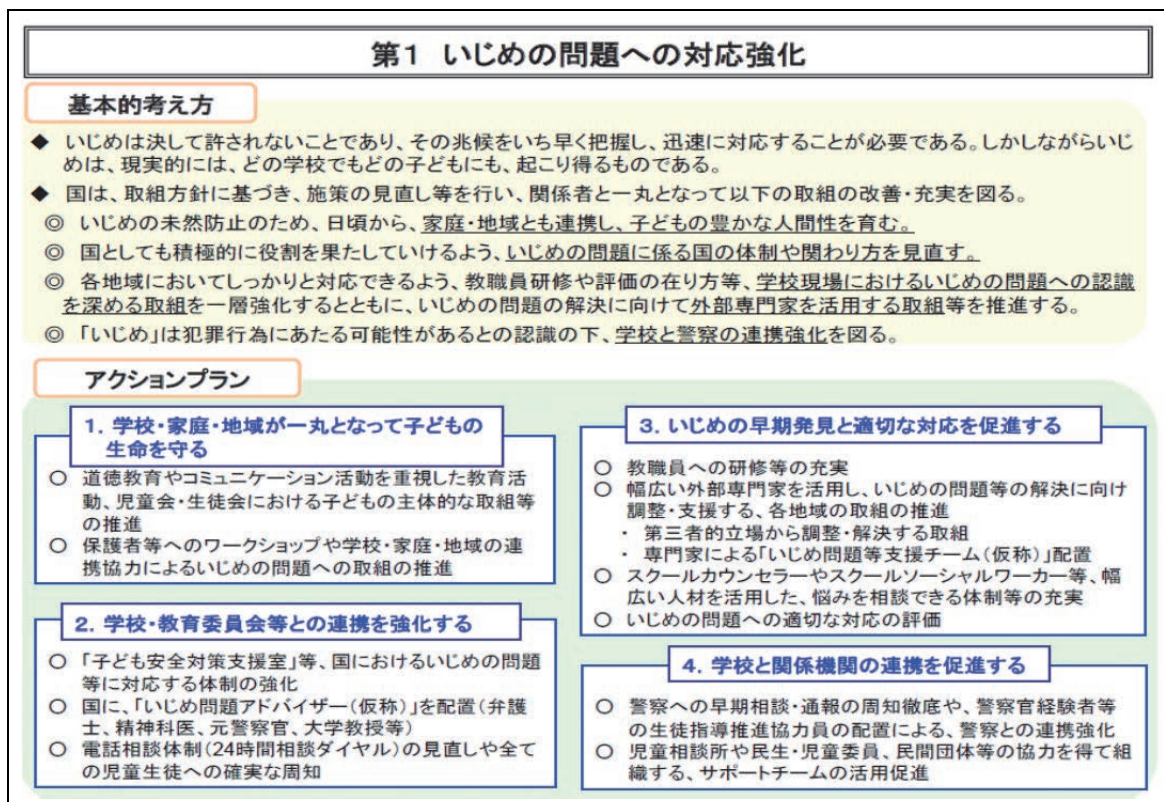 第1 いじめの問題への対応強化
基本的考え方
◆ いじめは決して許されないことであり、その兆候をいち早く把握し、迅速に対応することが必要である。しかしながらいじ
めは、現実的には、どの学校でもどの子どもにも、起こり得るものである。
◆ 国は、取組方針に基づき、施策の見直し等を行い、関係者と一丸となって以下の取組の改善・充実を図る。
◎ いじめの未然防止のため、日頃から、家庭・地域とも連携し、子どもの豊かな人間性を育む。
◎ 国としても積極的に役割を果たしていけるよう、いじめの問題に係る国の体制や関わり方を見直す。
◎ 各地域においてしっかりと対応できるよう、教職員研修や評価の在り方等、学校現場におけるいじめの問題への認識
を深める取組を一層強化するとともに、いじめの問題の解決に向けて外部専門家を活用する取組等を推進する。
◎ 「いじめ」は犯罪行為にあたる可能性があるとの認識の下、学校と警察の連携強化を図る。
アクションプラン
1. 学校・家庭・地域が一丸となって子どもの
生命を守る
○ 道徳教育やコミュニケーション活動を重視した教育活
動、児童会・生徒会における子どもの主体的な取組等
の推進
○ 保護者等へのワークショップや学校・家庭・地域の連
携協力によるいじめの問題への取組の推進
2. 学校・教育委員会等との連携を強化する
○ 「子ども安全対策支援室」等、国におけるいじめの問題
等に対応する体制の強化
○ 国に、「いじめ問題アドバイザー(仮称)」を配置(弁護
士、精神科医、元警察官、大学教授等)
○ 電話相談体制(24時間相談ダイヤル)の見直しや全て
の児童生徒への確実な周知
3. いじめの早期発見と適切な対応を促進する
○ 教職員への研修等の充実
○ 幅広い外部専門家を活用し、いじめの問題等の解決に向け
調整・支援する、各地域の取組の推進
・ 第三者的立場から調整・解決する取組
・ 専門家による「いじめ問題等支援チーム(仮称)」配置
○ スクールカウンセラーやスクールソーシャルワーカー等、幅
広い人材を活用した、悩みを相談できる体制等の充実
○ いじめの問題への適切な対応の評価
4. 学校と関係機関の連携を促進する
○ 警察への早期相談・通報の周知徹底や、警察官経験者等
の生徒指導推進協力員の配置による、警察との連携強化
○ 児童相談所や民生・児童委員、民間団体等の協力を得て組
織する、サポートチームの活用促進